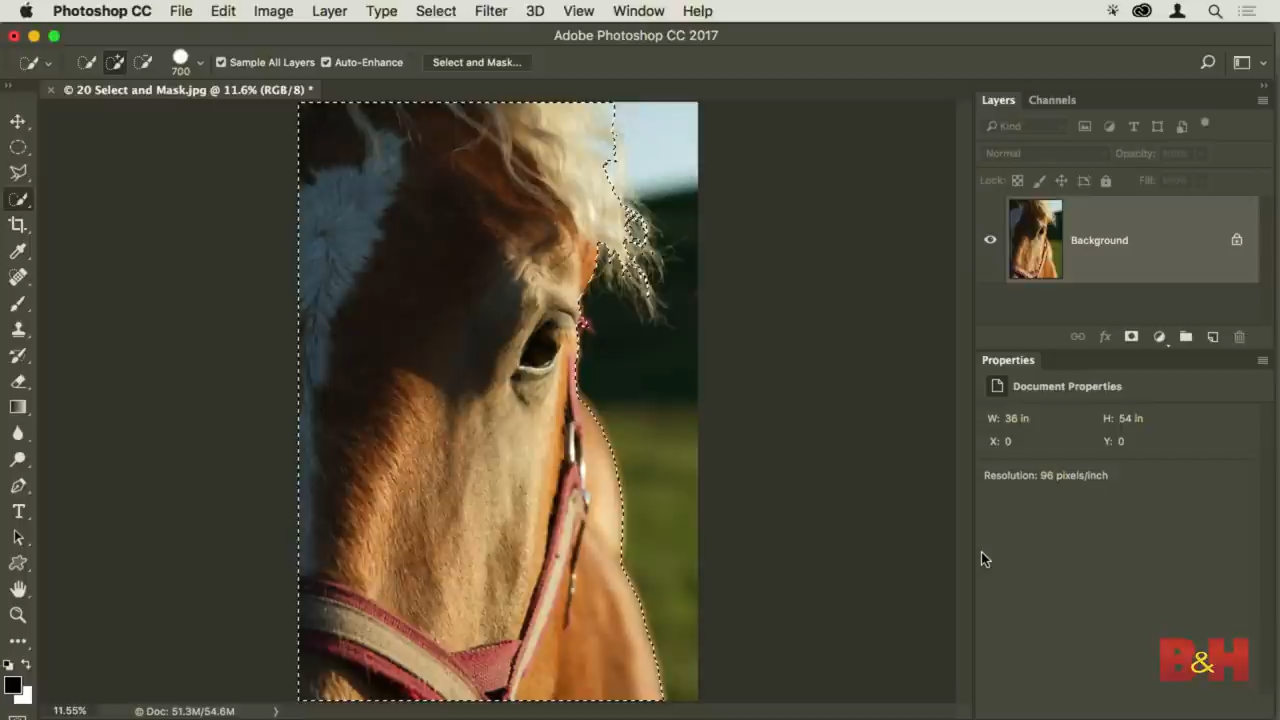 Photoshop CC File Edit Image Layer Type Select Filter 3D View Window Help
Adobe Photoshop CC 2017
700 Sample All Layers Auto-Enhance Select and Mask...
© 20 Select and Mask.jpg @ 11.6% (RGB/8) *
Layers Channels
Kind
Normal Opacity:
Lock: Fill:
Background
fx
Properties
Document Properties
W: 36 in H: 54 in
X: 0 Y: 0
Resolution: 96 pixels/inch
B&H
11.55% Doc: 51.3M/54.6M